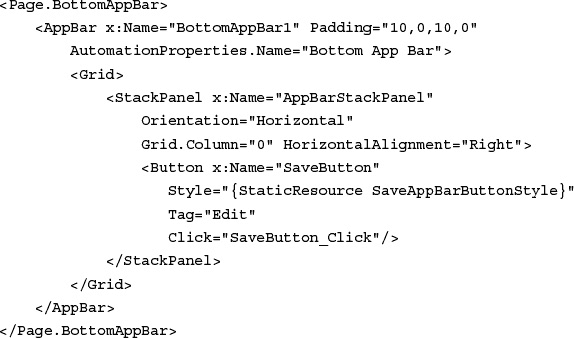 <Page.BottomAppBar>
<AppBar x:Name="BottomAppBar1" Padding="10,0,10,0"
AutomationProperties.Name="Bottom App Bar">
<Grid>
<StackPanel x:Name="AppBarStackPanel"
Orientation="Horizontal"
Grid.Column="0" HorizontalAlignment="Right">
<Button x:Name="SaveButton"
Style="{StaticResource SaveAppBarButtonStyle}"
Tag="Edit"
Click="SaveButton_Click"/>
</StackPanel>
</Grid>
</AppBar>
</Page.BottomAppBar>